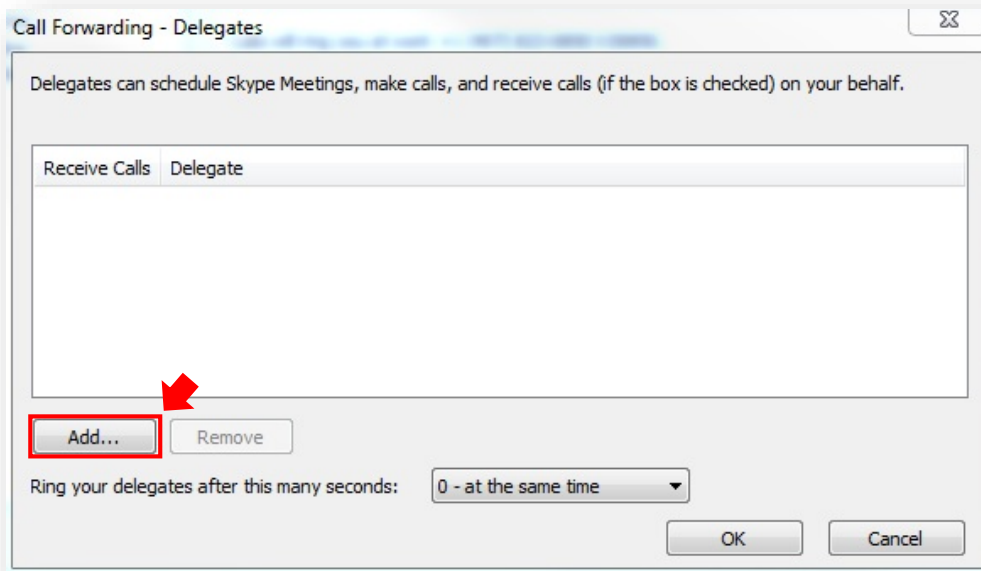 Call Forwarding - Delegates
Delegates can schedule Skype Meetings, make calls, and receive calls (if the box is checked) on your behalf.
Receive Calls Delegate
Add... Remove
Ring your delegates after this many seconds: 0 - at the same time
OK Cancel